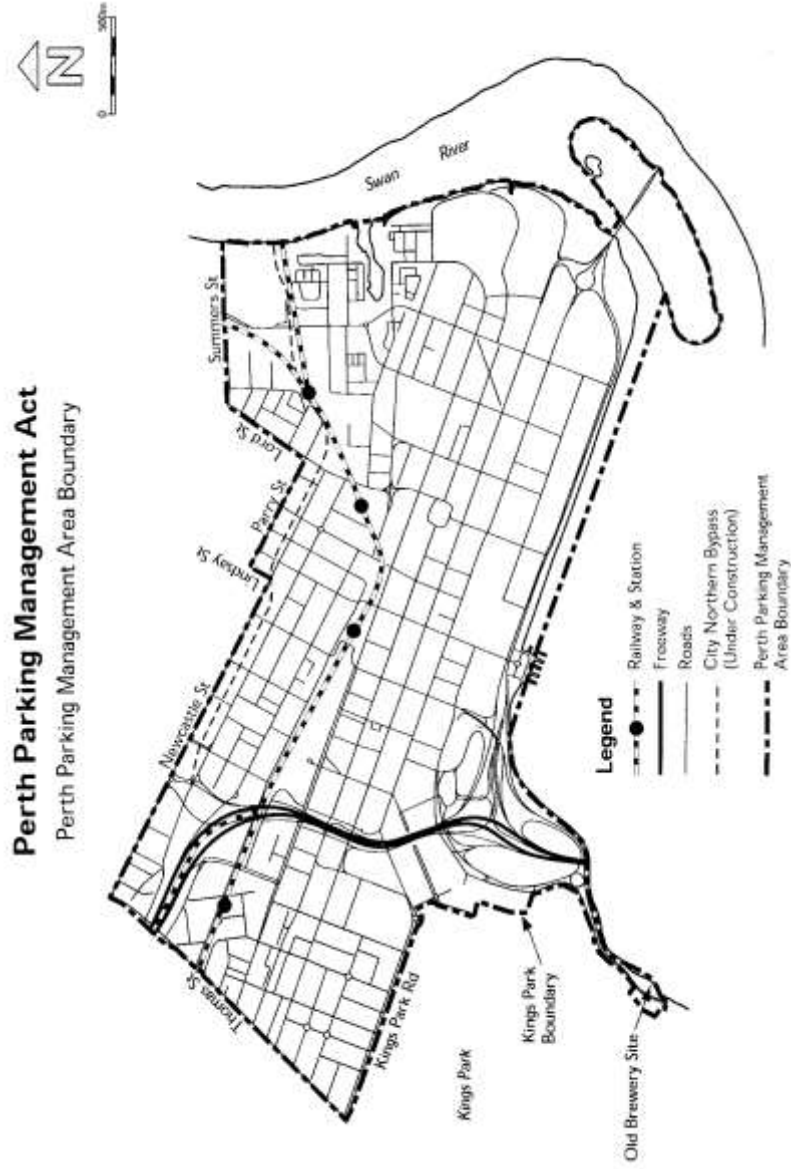 Perth Parking Management Act
Perth Parking Management Area Boundary
N
0
500m
Summers St
Lord St
Parry St
Lindsay St
Newcastle St
Thomas St
Kings Park Rd
Swan River
Kings Park
Kings Park
Boundary
Old Brewery Site
Legend
Railway & Station
Freeway
Roads
City Northern Bypass
(Under Construction)
Perth Parking Management
Area Boundary